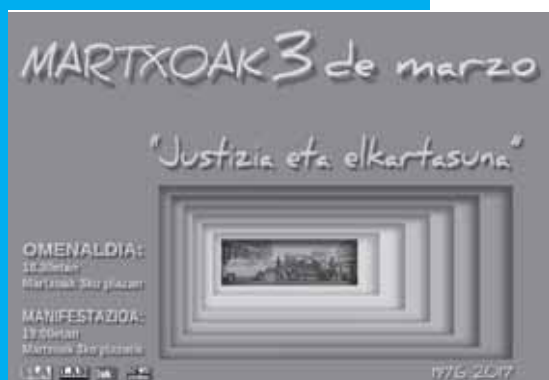 MARTXOAK 3 de marzo
"Justizia eta elkartasuna"
OMENALDIA:
18:30etan
Martxoak 3ko plazan
MANIFESTAZIOA:
19:00etan
Martxoak 3ko plazatik
1976-2017